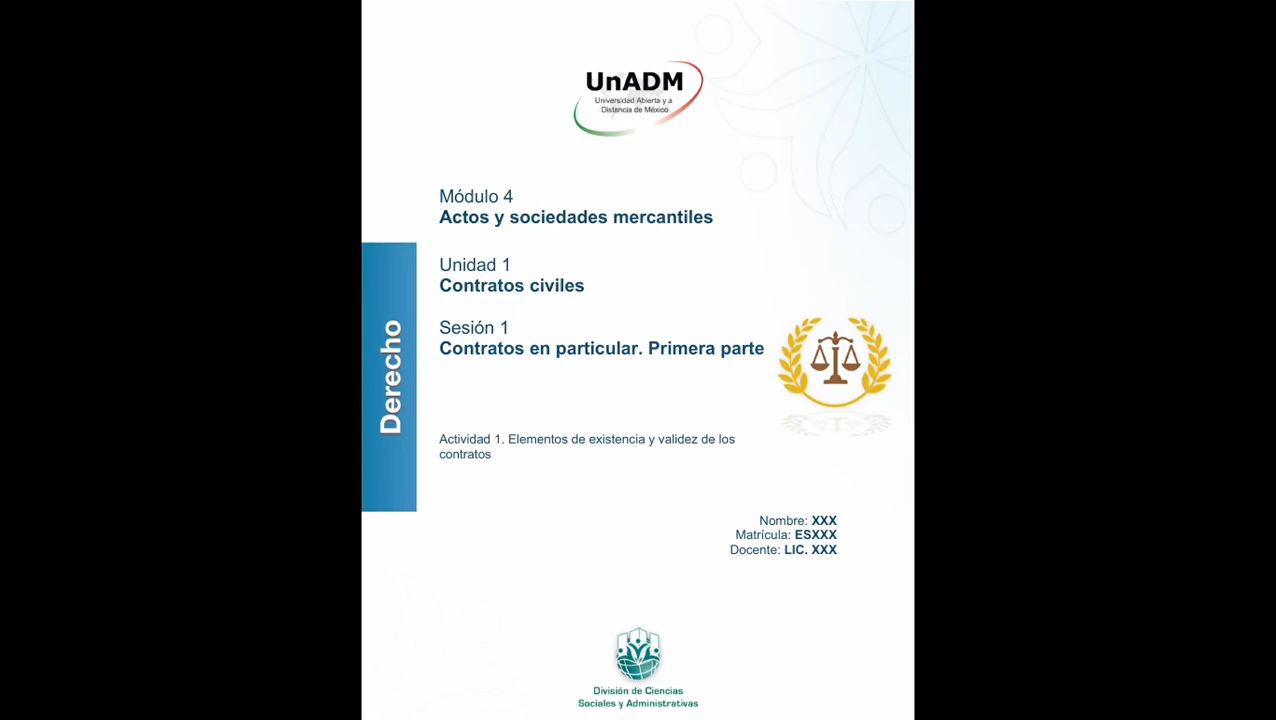 UnADM
Universidad Abierta y a
Distancia de México
Módulo 4
Actos y sociedades mercantiles
Unidad 1
Contratos civiles
Sesión 1
Contratos en particular. Primera parte
Derecho
Actividad 1. Elementos de existencia y validez de los
contratos
Nombre: XXX
Matrícula: ESXXX
Docente: LIC. XXX
División de Ciencias
Sociales y Administrativas